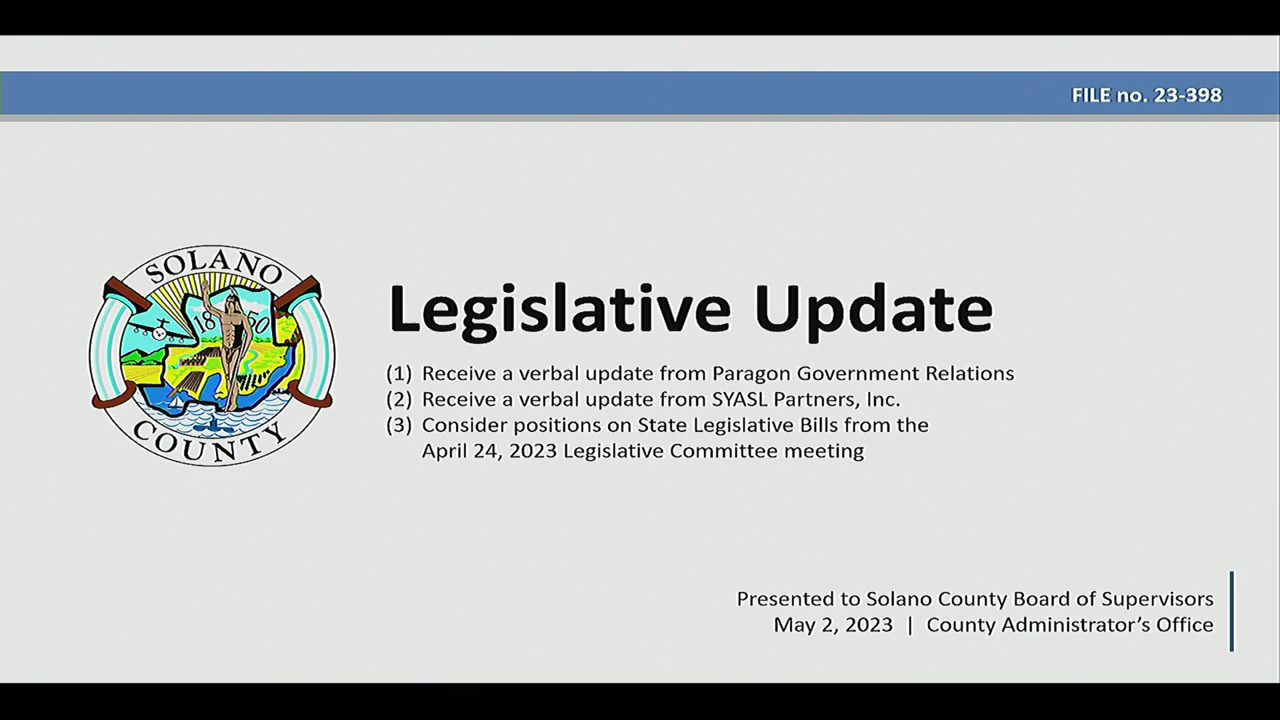 FILE no. 23-398
SOLANO
18 50
COUNTY
Legislative Update
(1) Receive a verbal update from Paragon Government Relations
(2) Receive a verbal update from SYASL Partners, Inc.
(3) Consider positions on State Legislative Bills from the
April 24, 2023 Legislative Committee meeting
Presented to Solano County Board of Supervisors
May 2, 2023 | County Administrator’s Office